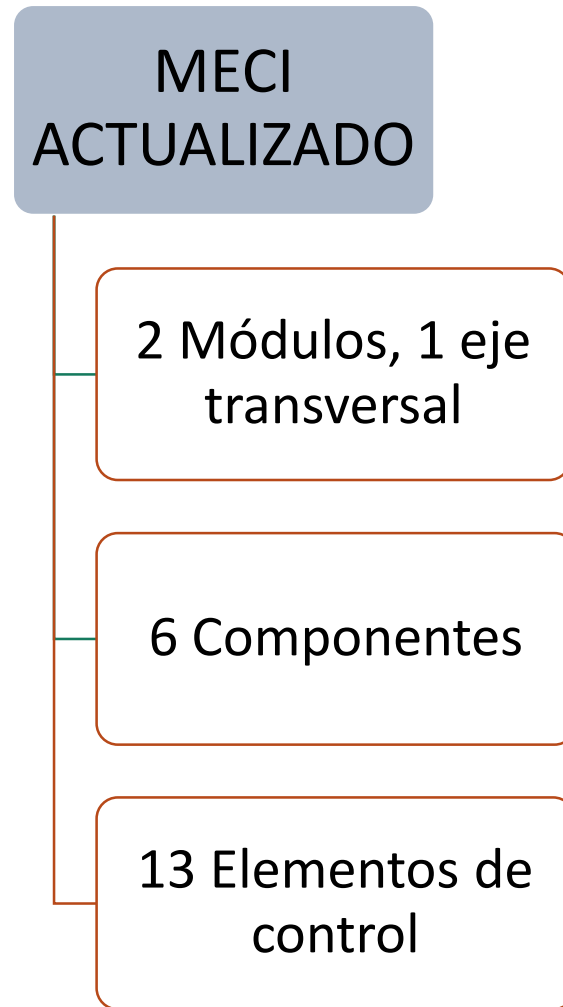 MECI
ACTUALIZADO
2 Módulos, 1 eje
transversal
6 Componentes
13 Elementos de
control